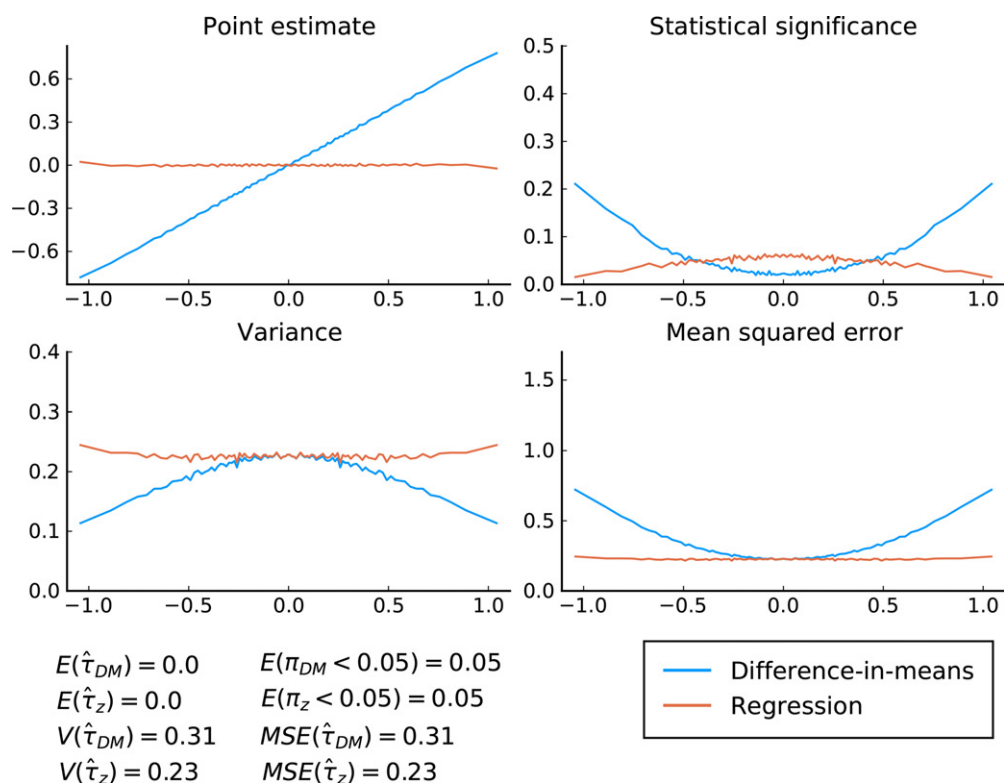 Point estimate
0.6
0.3
0.0
−0.3
−0.6
−1.0 −0.5 0.0 0.5 1.0
Statistical significance
0.5
0.4
0.3
0.2
0.1
0.0
−1.0 −0.5 0.0 0.5 1.0
Variance
0.4
0.3
0.2
0.1
0.0
−1.0 −0.5 0.0 0.5 1.0
Mean squared error
1.5
1.0
0.5
0.0
−1.0 −0.5 0.0 0.5 1.0
E(τ̂_DM) = 0.0 E(π_DM < 0.05) = 0.05
E(τ̂_z) = 0.0 E(π_z < 0.05) = 0.05
V(τ̂_DM) = 0.31 MSE(τ̂_DM) = 0.31
V(τ̂_z) = 0.23 MSE(τ̂_z) = 0.23
Difference-in-means
Regression